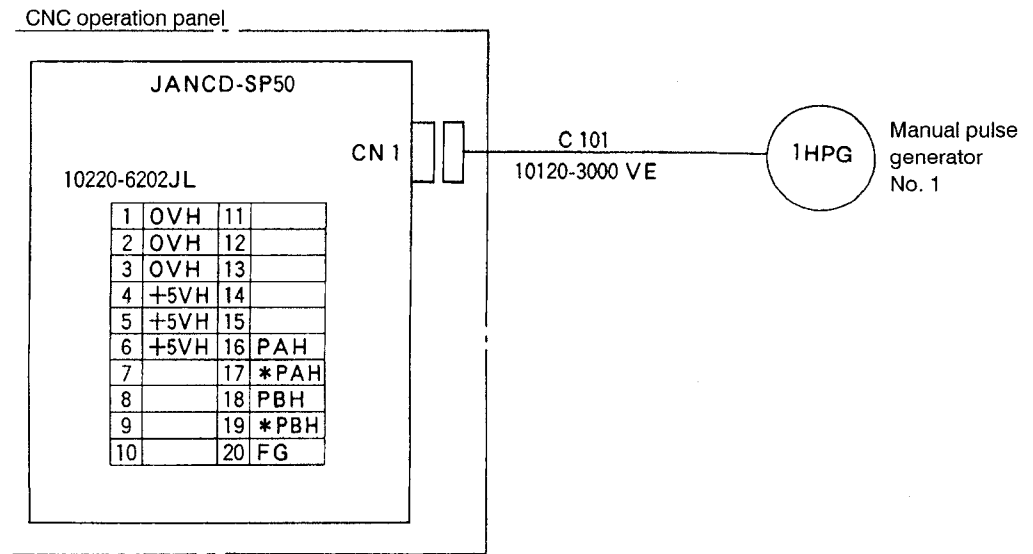 CNC operation panel
JANCD-SP50
CN 1
10220-6202JL
1 0VH 11
2 0VH 12
3 0VH 13
4 +5VH 14
5 +5VH 15
6 +5VH 16 PAH
7 17 *PAH
8 18 PBH
9 19 *PBH
10 20 FG
C 101
10120-3000 VE
1HPG
Manual pulse
generator
No. 1